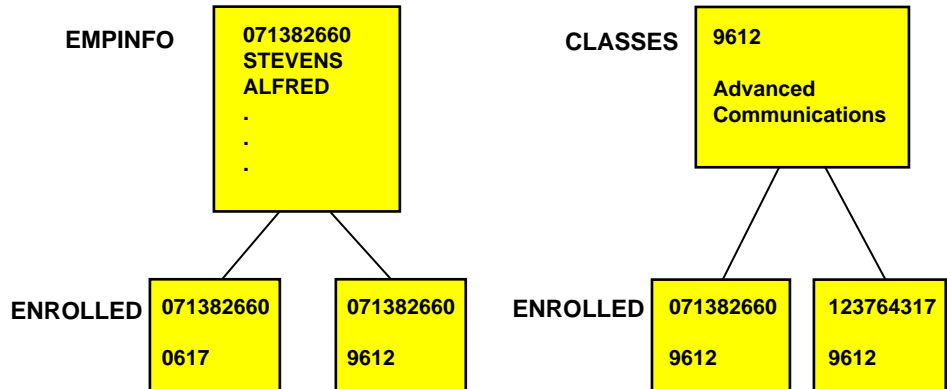 EMPINFO
071382660
STEVENS
ALFRED
.
.
.
ENROLLED
071382660
0617
071382660
9612
CLASSES
9612
Advanced
Communications
ENROLLED
071382660
9612
123764317
9612